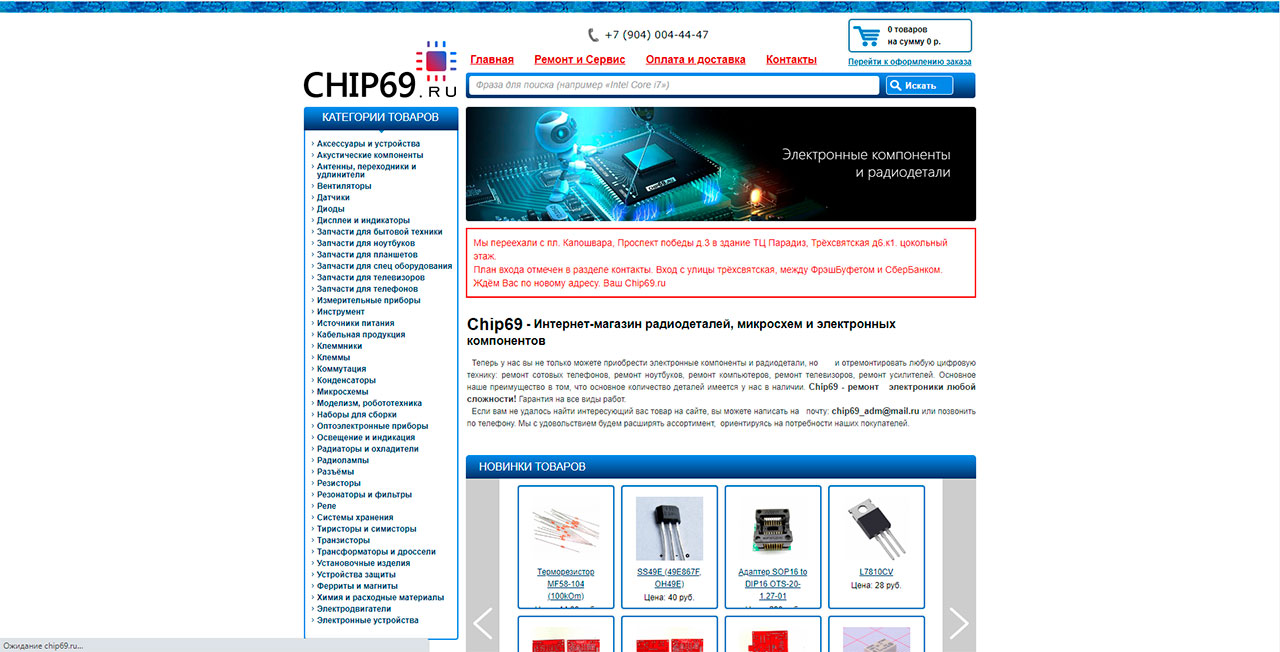 +7 (904) 004-44-47
0 товаров
на сумму 0 р.
Перейти к оформлению заказа
CHIP69.RU
Главная
Ремонт и Сервис
Оплата и доставка
Контакты
Фраза для поиска (например «Intel Core i7»)
Искать
КАТЕГОРИИ ТОВАРОВ
Аксессуары и устройства
Акустические компоненты
Антенны, переходники и
удлинители
Вентиляторы
Датчики
Диоды
Дисплеи и индикаторы
Запчасти для бытовой техники
Запчасти для ноутбуков
Запчасти для планшетов
Запчасти для спец оборудования
Запчасти для телевизоров
Запчасти для телефонов
Измерительные приборы
Инструмент
Источники питания
Кабельная продукция
Клеммники
Клеммы
Коммутация
Конденсаторы
Микросхемы
Моделизм, робототехника
Наборы для сборки
Оптоэлектронные приборы
Освещение и индикация
Радиаторы и охладители
Радиолампы
Разъёмы
Резисторы
Резонаторы и фильтры
Реле
Системы хранения
Тиристоры и симисторы
Транзисторы
Трансформаторы и дроссели
Установочные изделия
Устройства защиты
Ферриты и магниты
Химия и расходные материалы
Электродвигатели
Электронные устройства
Электронные компоненты
и радиодетали
CHIP69.RU
Мы переехали с пл. Капошвара, Проспект победы д.3 в здание ТЦ Парадиз, Трёхсвятская д6.к1. цокольный
этаж.
План входа отмечен в разделе контакты. Вход с улицы трёхсвятская, между ФрэшБуфетом и СберБанком.
Ждём Вас по новому адресу. Ваш Chip69.ru
Chip69 - Интернет-магазин радиодеталей, микросхем и электронных
компонентов
Теперь у нас вы не только можете приобрести электронные компоненты и радиодетали, но и отремонтировать любую цифровую
технику: ремонт сотовых телефонов, ремонт ноутбуков, ремонт компьютеров, ремонт телевизоров, ремонт усилителей. Основное
наше преимущество в том, что основное количество деталей имеется у нас в наличии. Chip69 - ремонт электроники любой
сложности! Гарантия на все виды работ.
Если вам не удалось найти интересующий вас товар на сайте, вы можете написать на почту: chip69_adm@mail.ru или позвонить
по телефону. Мы с удовольствием будем расширять ассортимент, ориентируясь на потребности наших покупателей.
НОВИНКИ ТОВАРОВ
Терморезистор
MF58-104
(100kOm)
SS49E (49E867F,
OH49E)
Цена: 40 руб.
Адаптер SOP16 to
DIP16 OTS-20-
1.27-01
L7810CV
Цена: 28 руб.
Ожидание chip69.ru...